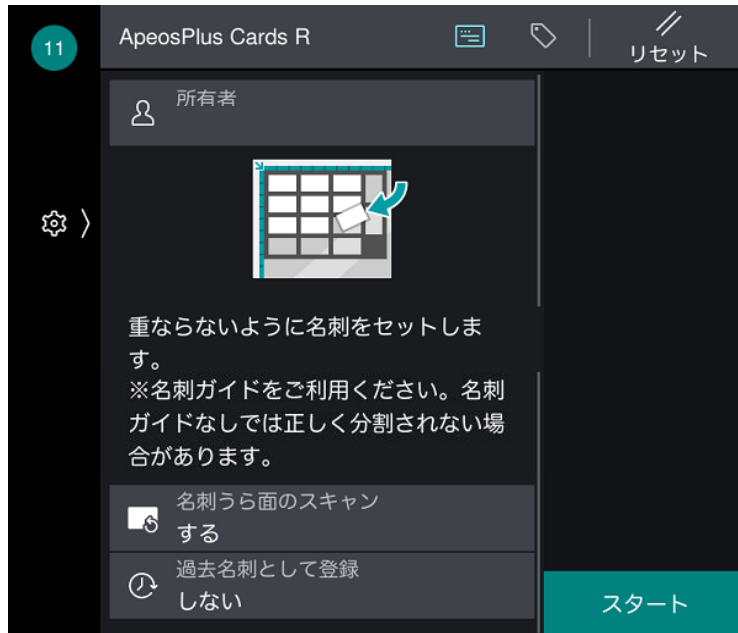 11
ApeosPlus Cards R
リセット
所有者
重ならないように名刺をセットしま
す。
※名刺ガイドをご利用ください。名刺
ガイドなしでは正しく分割されない場
合があります。
名刺うら面のスキャン
する
過去名刺として登録
しない
スタート